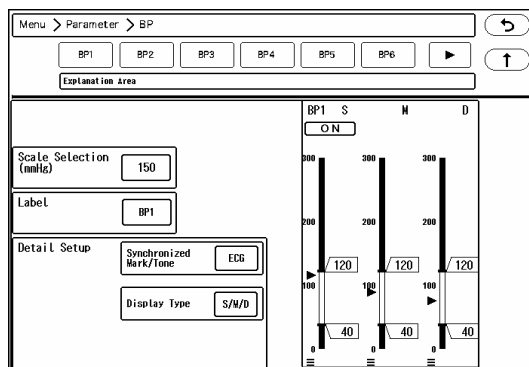 Menu > Parameter > BP
BP1 BP2 BP3 BP4 BP5 BP6
Explanation Area
BP1 S M D
ON
Scale Selection
(mmHg)
150
Label
BP1
Detail Setup
Synchronized
Mark/Tone
ECG
Display Type
S/M/D
300 300 300
200 200 200
120 120 120
100 100 100
40 40 40
0 0 0